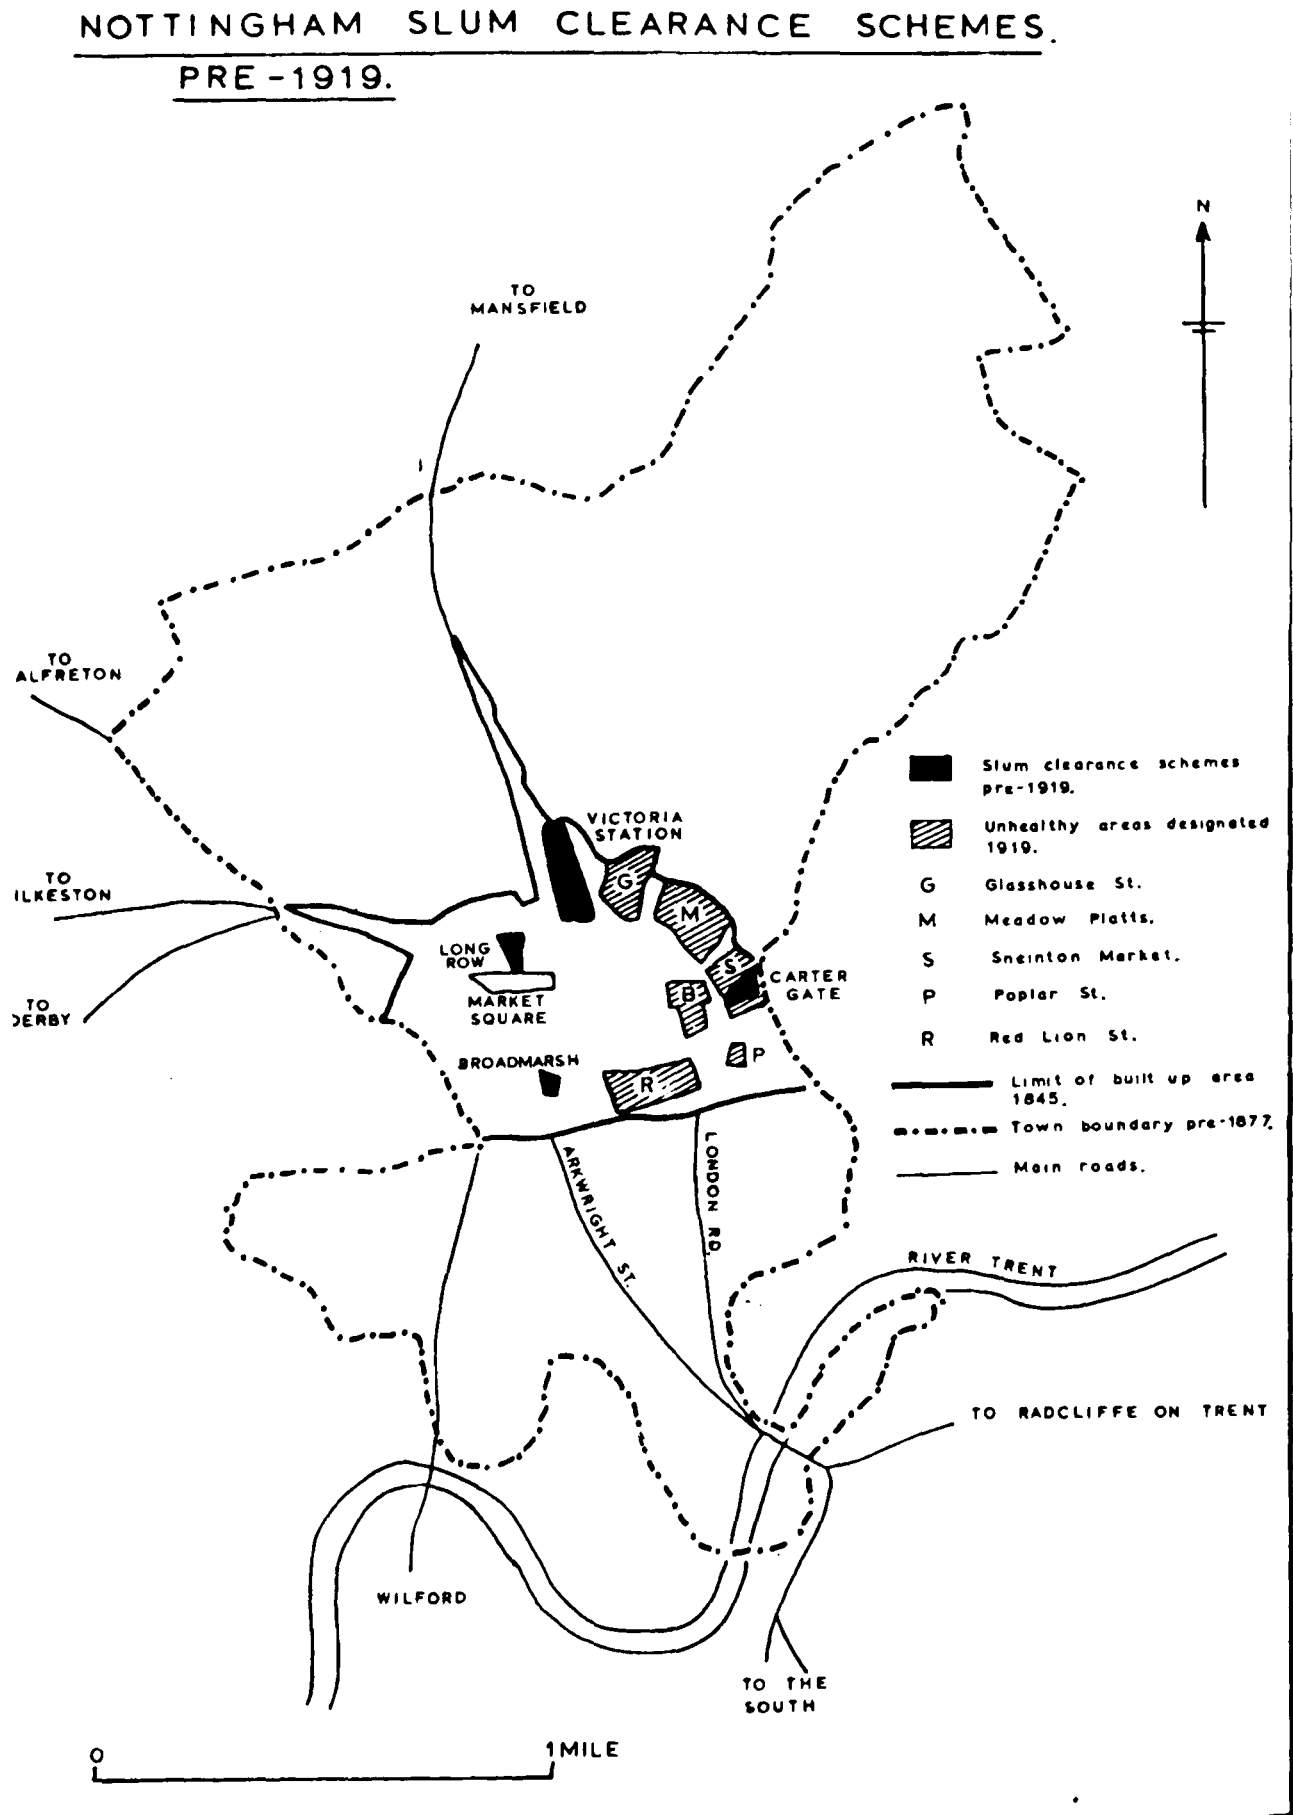 NOTTINGHAM SLUM CLEARANCE SCHEMES.
PRE-1919.
N
TO
MANSFIELD
TO
ALFRETON
Slum clearance schemes
pre-1919.
VICTORIA
STATION
Unhealthy areas designated
1919.
TO
ILKESTON
G
G Glasshouse St.
M
M Meadow Platts.
LONG
ROW
S
S Sneinton Market.
CARTER
GATE
B
P Poplar St.
MARKET
SQUARE
TO
DERBY
R Red Lion St.
BROADMARSH
P
R
Limit of built up area
1845.
Town boundary pre-1877.
Main roads.
ARKWRIGHT ST.
LONDON RD.
RIVER TRENT
TO RADCLIFFE ON TRENT
WILFORD
TO THE
SOUTH
0 1 MILE